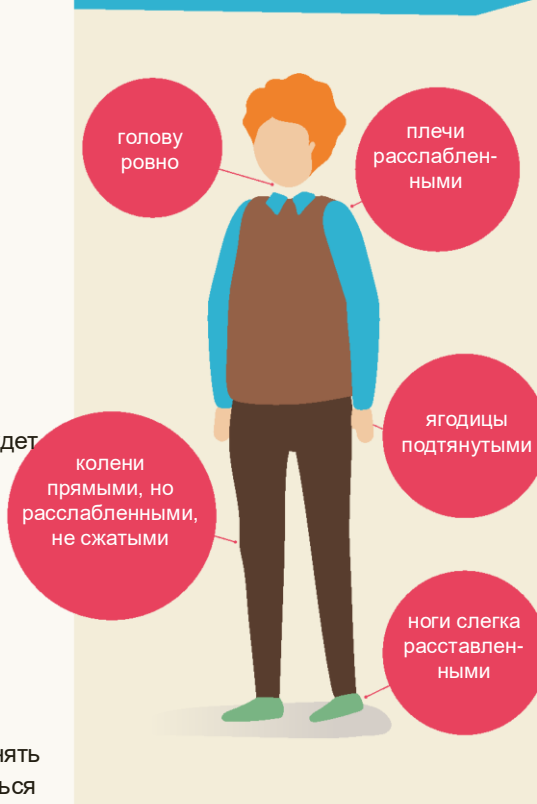 голову
ровно
плечи
расслаблен-
ными
ягодицы
подтянутыми
колени
прямыми, но
расслабленными,
не сжатыми
ноги слегка
расставлен-
ными